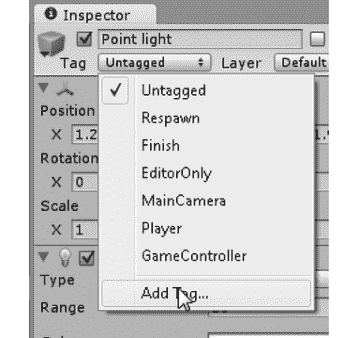 Inspector
Point light
Tag Untagged Layer Default
Untagged
Respawn
Finish
EditorOnly
MainCamera
Player
GameController
Add Tag...
Position
X 1.2
Rotation
X 0
Scale
X 1
Type
Range